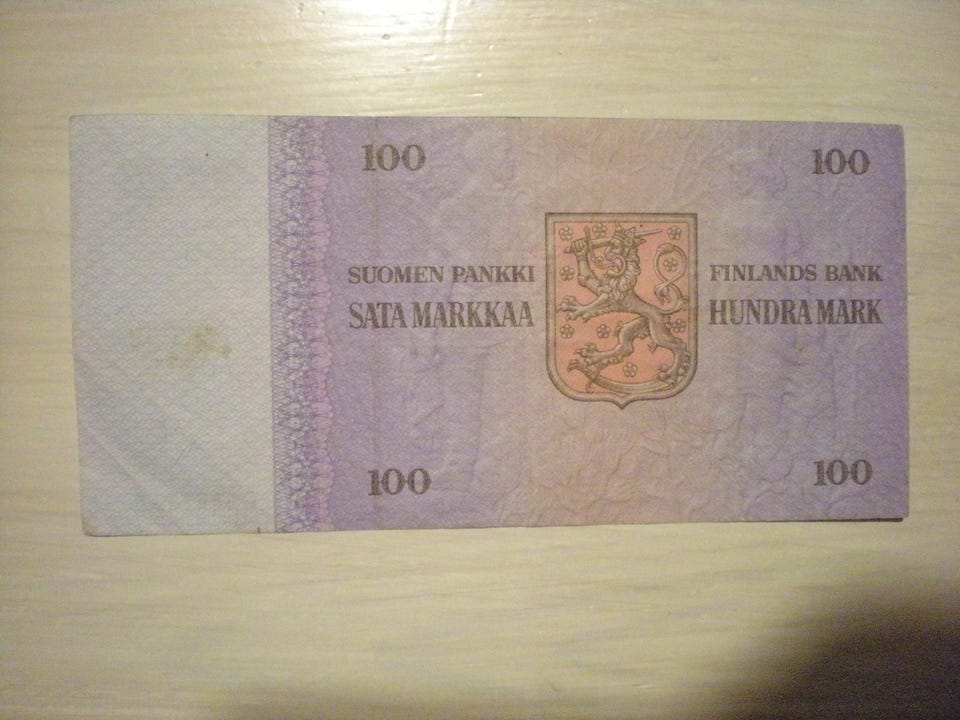 100
100
SUOMEN PANKKI
SATA MARKKAA
FINLANDS BANK
HUNDRA MARK
100
100